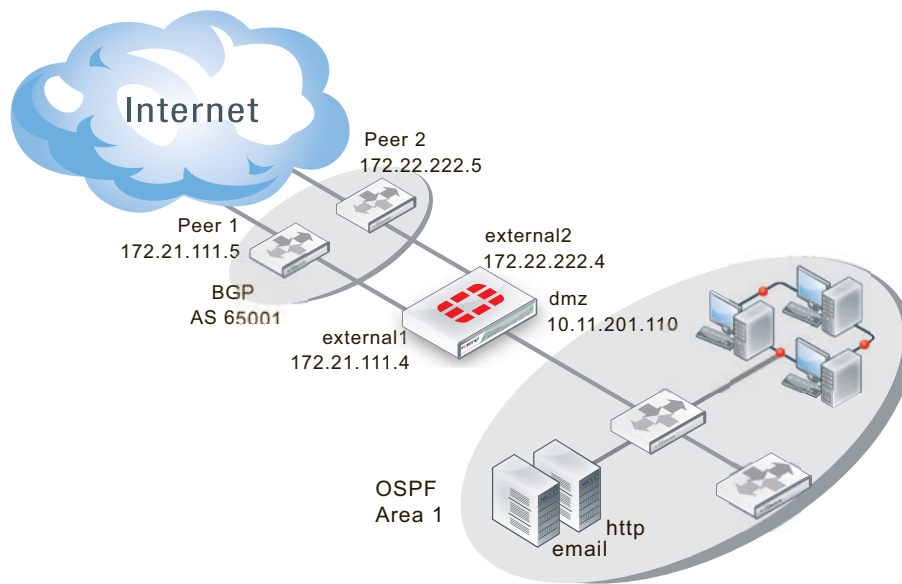 Internet
Peer 2
172.22.222.5
Peer 1
172.21.111.5
BGP
AS 65001
external2
172.22.222.4
dmz
10.11.201.110
external1
172.21.111.4
OSPF
Area 1
http
email